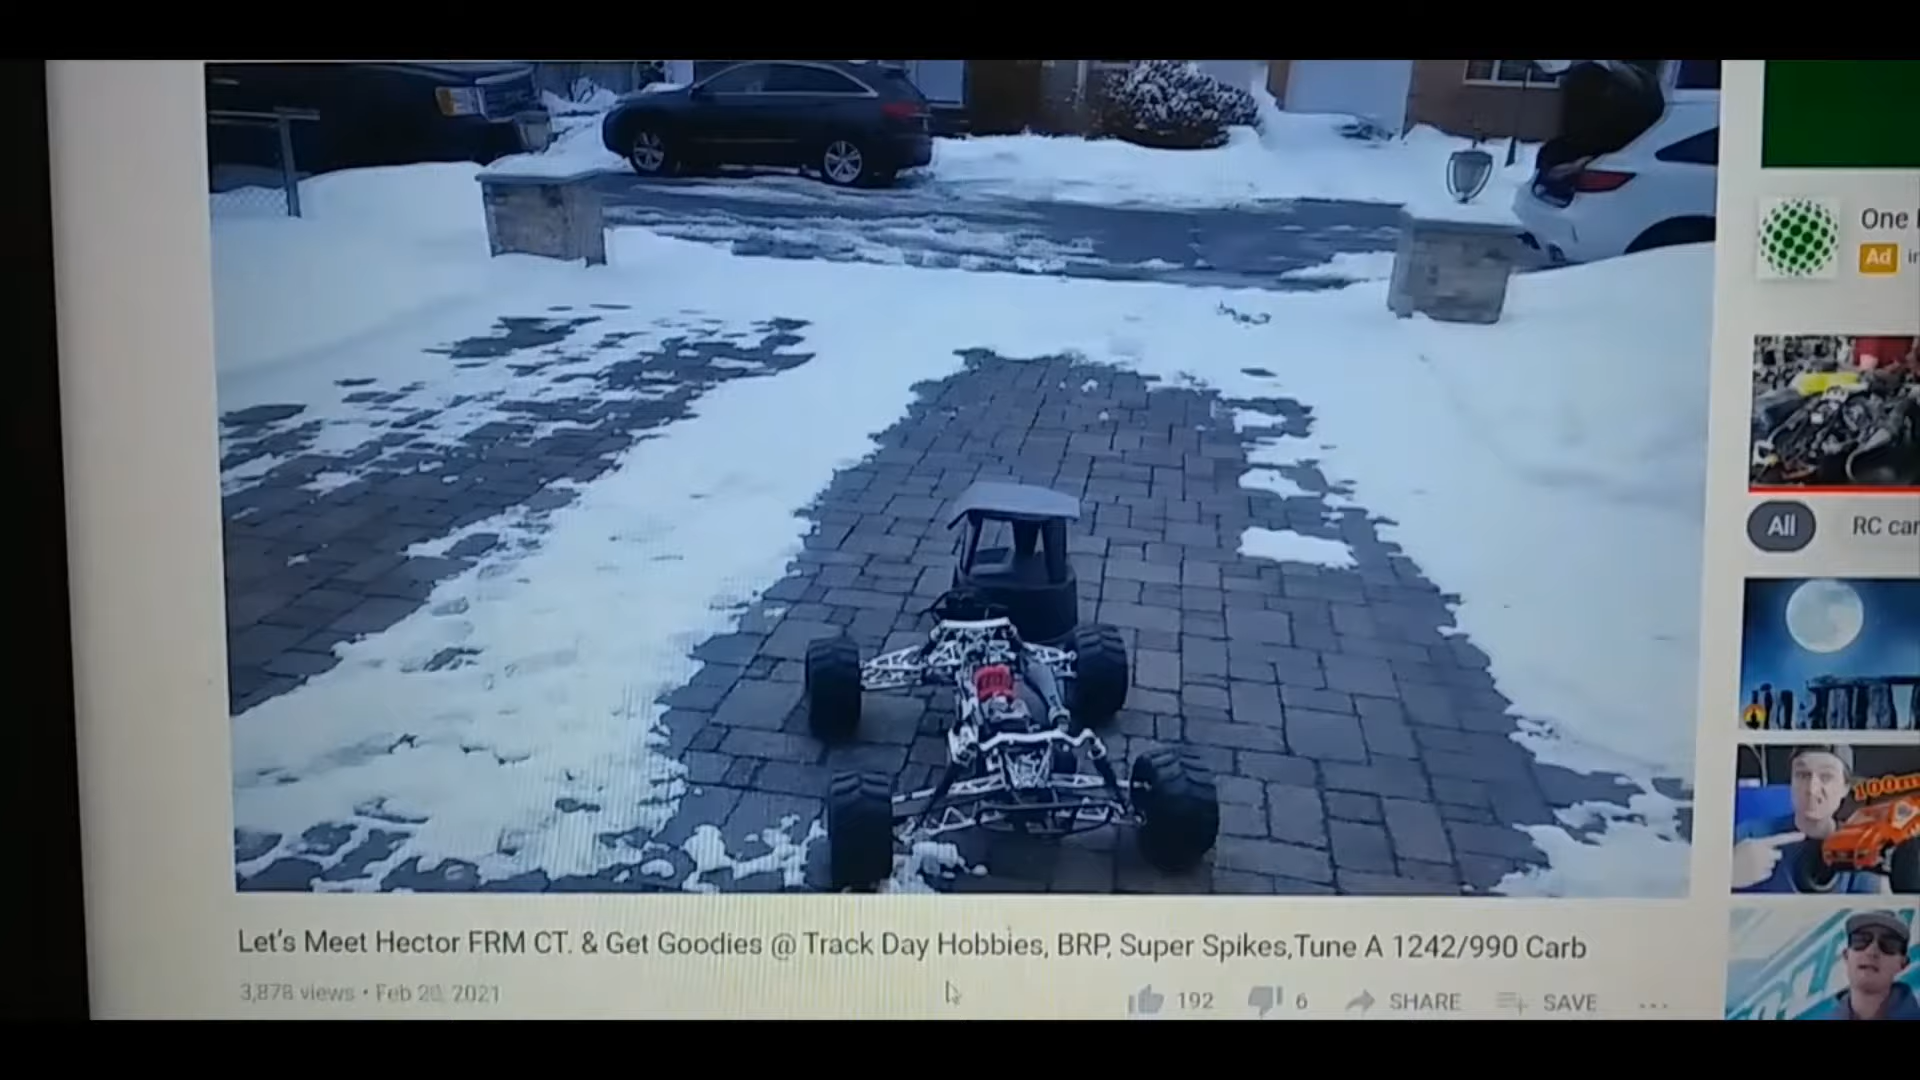 One
Ad
All
RC car
100m
Let's Meet Hector FRM CT. & Get Goodies @ Track Day Hobbies, BRP, Super Spikes,Tune A 1242/990 Carb
3,878 views • Feb 20, 2021
192 6 SHARE SAVE ...